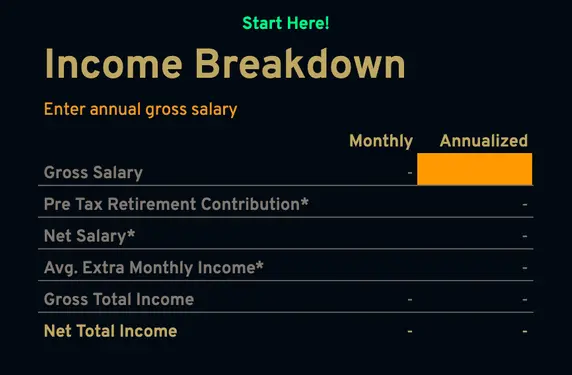 Start Here!
Income Breakdown
Enter annual gross salary
Monthly Annualized
Gross Salary -
Pre Tax Retirement Contribution* -
Net Salary* -
Avg. Extra Monthly Income* -
Gross Total Income - -
Net Total Income - -